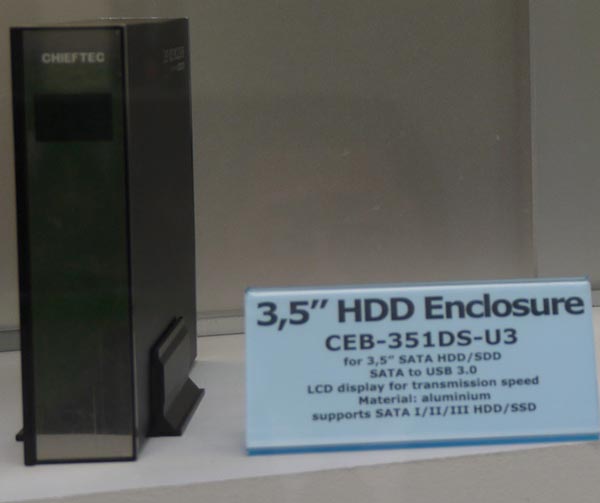 CHIEFTEC
3,5" HDD Enclosure
CEB-351DS-U3
for 3,5" SATA HDD/SDD
SATA to USB 3.0
LCD display for transmission speed
Material: aluminium
supports SATA I/II/III HDD/SSD